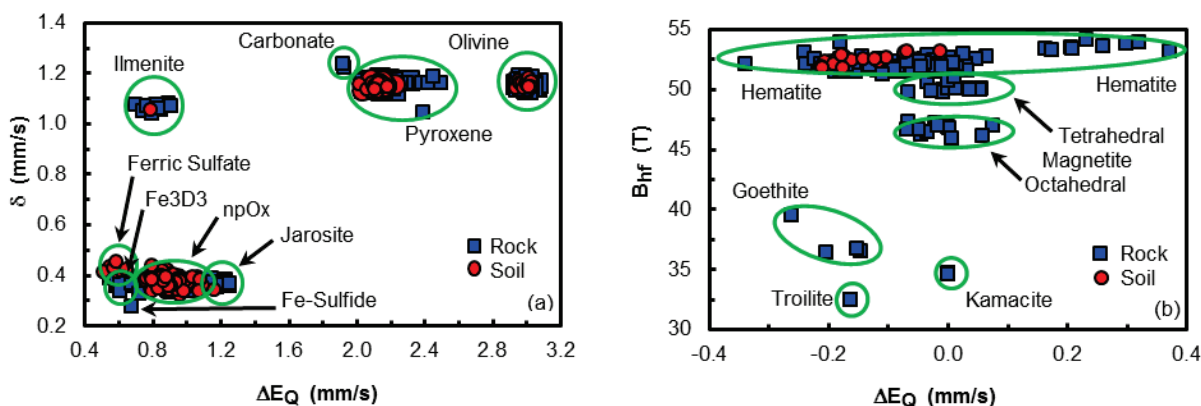 1.4
1.2
1.0
0.8
0.6
0.4
0.2
δ (mm/s)
Carbonate
Olivine
Ilmenite
Pyroxene
Ferric Sulfate
Fe3D3
npOx
Jarosite
Rock
Soil
Fe-Sulfide
(a)
0.4 0.8 1.2 1.6 2.0 2.4 2.8 3.2
ΔEQ (mm/s)
55
50
45
40
35
30
Bhf (T)
Hematite
Hematite
Tetrahedral
Magnetite
Octahedral
Goethite
Rock
Soil
Troilite
Kamacite
(b)
−0.4 −0.2 0.0 0.2 0.4
ΔEQ (mm/s)